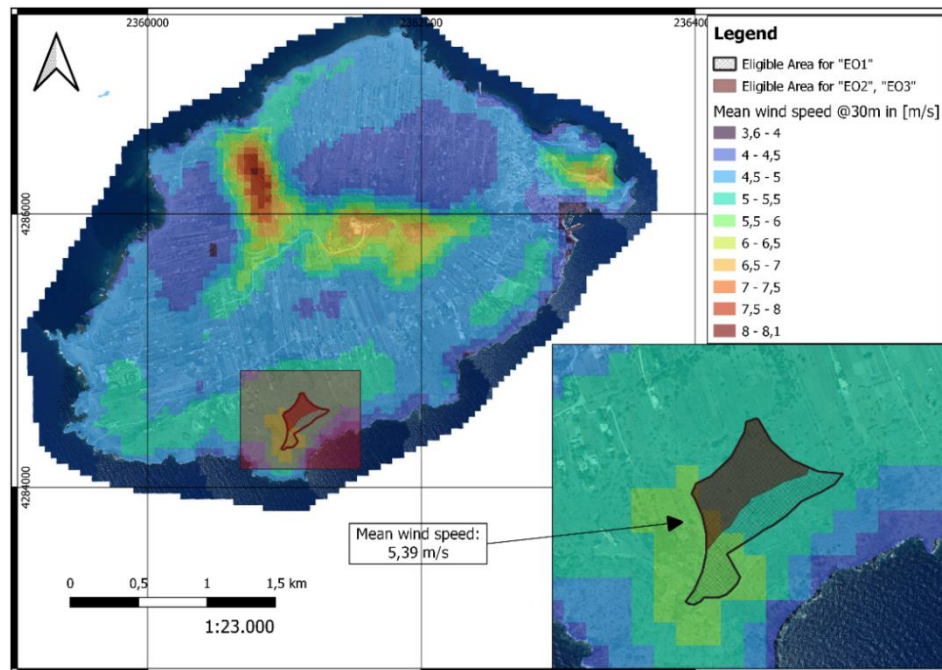 2360000
2362000
2364000
4286000
4284000
Legend
Eligible Area for "EO1"
Eligible Area for "EO2", "EO3"
Mean wind speed @30m in [m/s]
3,6 - 4
4 - 4,5
4,5 - 5
5 - 5,5
5,5 - 6
6 - 6,5
6,5 - 7
7 - 7,5
7,5 - 8
8 - 8,1
Mean wind speed:
5,39 m/s
0 0,5 1 1,5 km
1:23.000